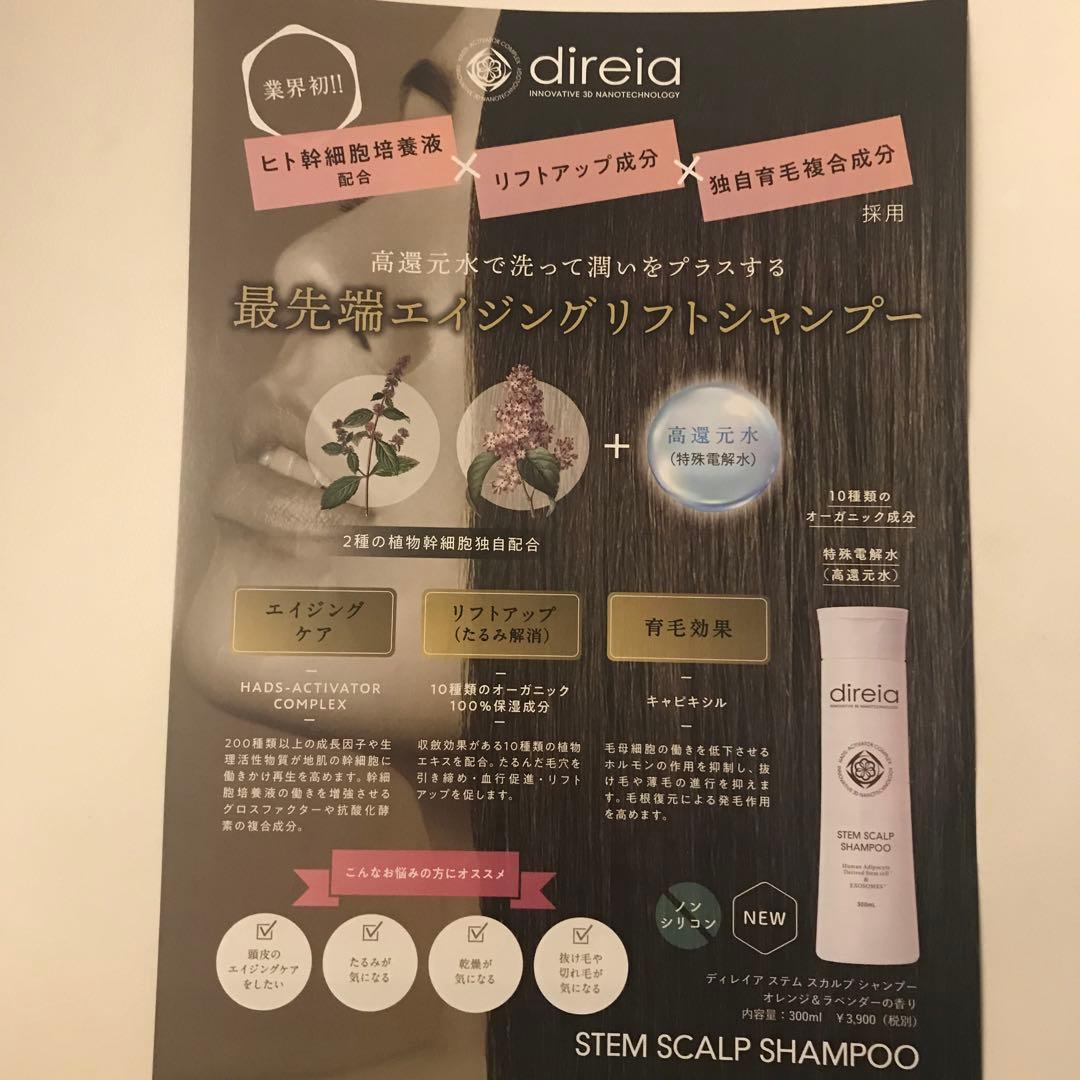 業界初!!
direia
INNOVATIVE 3D NANOTECHNOLOGY
ヒト幹細胞培養液
配合
×
リフトアップ成分
×
独自育毛複合成分
採用
高還元水で洗って潤いをプラスする
最先端エイジングリフトシャンプー
+
高還元水
(特殊電解水)
2種の植物幹細胞独自配合
10種類の
オーガニック成分
特殊電解水
(高還元水)
エイジング
ケア
HADS-ACTIVATOR
COMPLEX
200種類以上の成長因子や生
理活性物質が地肌の幹細胞に
働きかけ再生を高めます。幹細
胞培養液の働きを増強させる
グロスファクターや抗酸化酵
素の複合成分。
リフトアップ
(たるみ解消)
10種類のオーガニック
100%保湿成分
収斂効果がある10種類の植物
エキスを配合。たるんだ毛穴を
引き締め・血行促進・リフト
アップを促します。
育毛効果
キャピキシル
毛母細胞の働きを低下させる
ホルモンの作用を抑制し、抜
け毛や薄毛の進行を抑えま
す。毛根復元による発毛作用
を高めます。
direia
INNOVATIVE 3D NANOTECHNOLOGY
STEM SCALP
SHAMPOO
Human Adipocyte
Derived Stem cell
&
EXOSOMES
300mL
こんなお悩みの方にオススメ
頭皮の
エイジングケア
をしたい
たるみが
気になる
乾燥が
気になる
抜け毛や
切れ毛が
気になる
ノン
シリコン
NEW
ディレイア ステム スカルプ シャンプー
オレンジ&ラベンダーの香り
内容量:300ml ¥3,900(税別)
STEM SCALP SHAMPOO